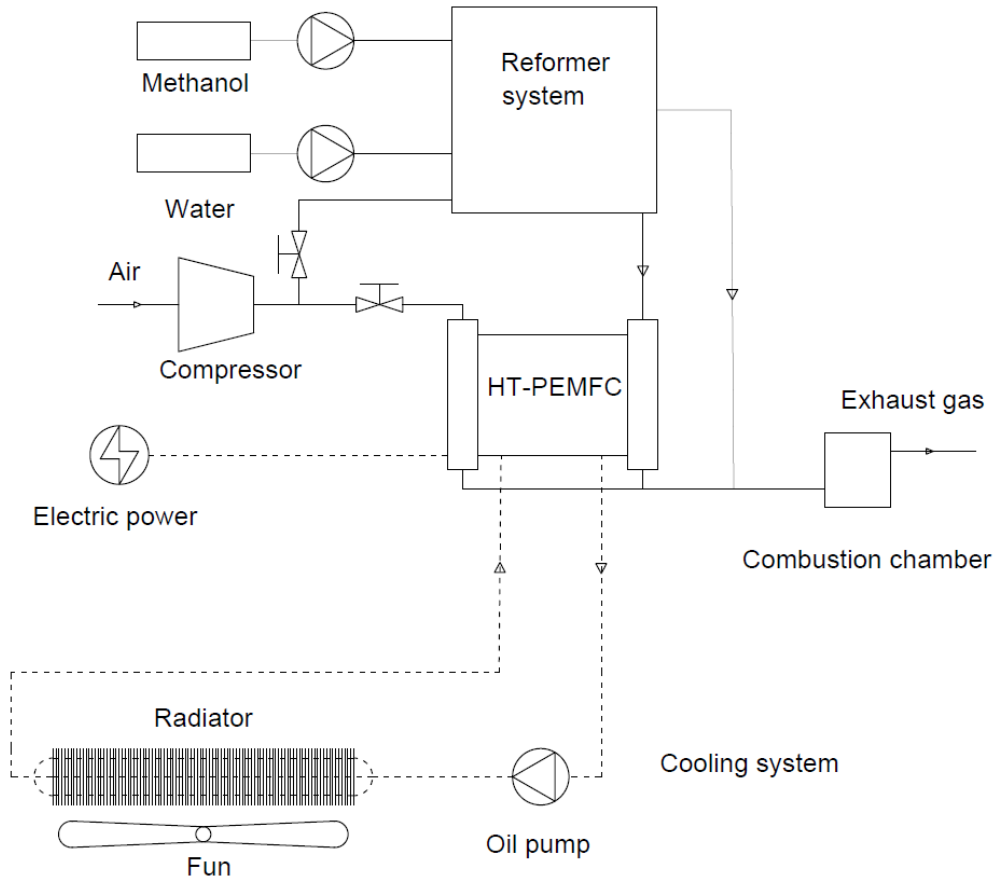 Methanol
Reformer
system
Water
Air
Compressor
HT-PEMFC
Exhaust gas
Electric power
Combustion chamber
Radiator
Cooling system
Oil pump
Fun